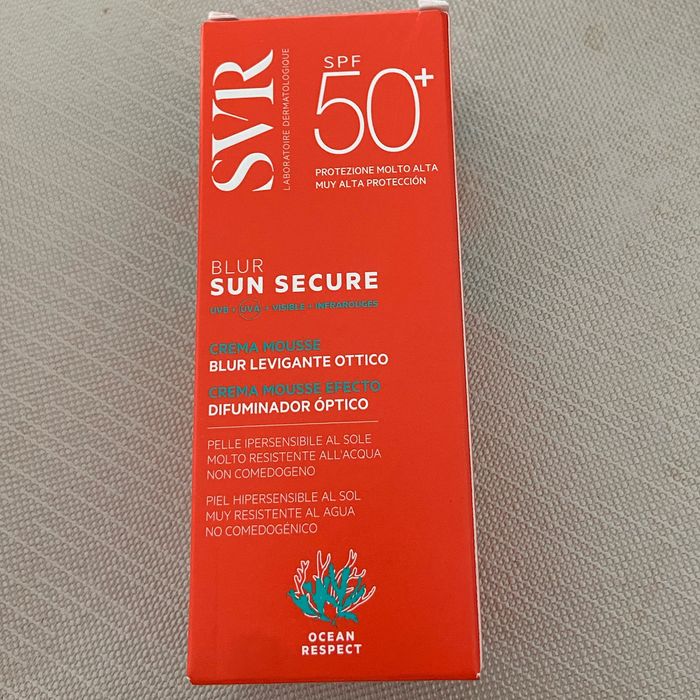 SVR
LABORATOIRE DERMATOLOGIQUE
SPF
50+
PROTEZIONE MOLTO ALTA
MUY ALTA PROTECCIÓN
BLUR
SUN SECURE
UVB + UVA + VISIBLE + INFRAROUGES
CREMA MOUSSE
BLUR LEVIGANTE OTTICO
CREMA MOUSSE EFECTO
DIFUMINADOR ÓPTICO
PELLE IPERSENSIBILE AL SOLE
MOLTO RESISTENTE ALL'ACQUA
NON COMEDOGENO
PIEL HIPERSENSIBLE AL SOL
MUY RESISTENTE AL AGUA
NO COMEDOGÉNICO
OCEAN
RESPECT